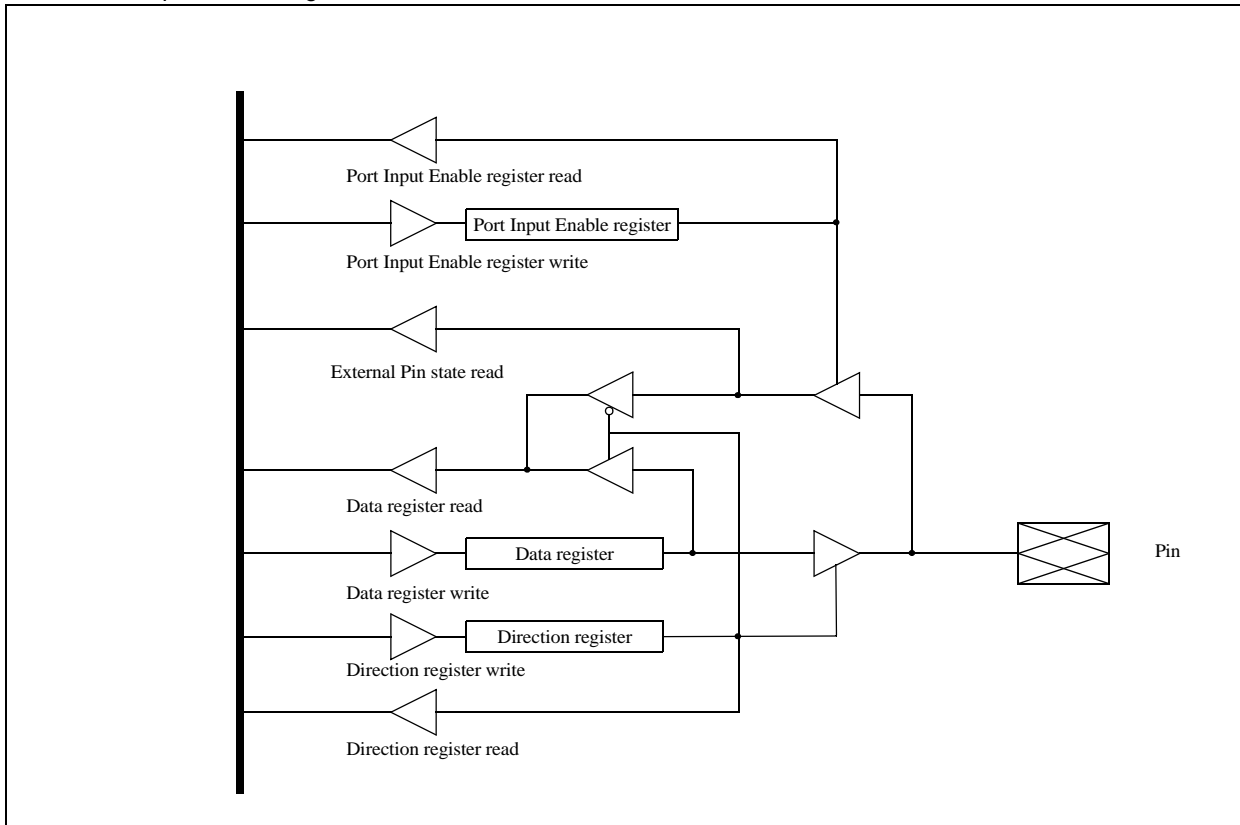 Port Input Enable register read
Port Input Enable register
Port Input Enable register write
External Pin state read
Data register read
Data register
Pin
Data register write
Direction register
Direction register write
Direction register read